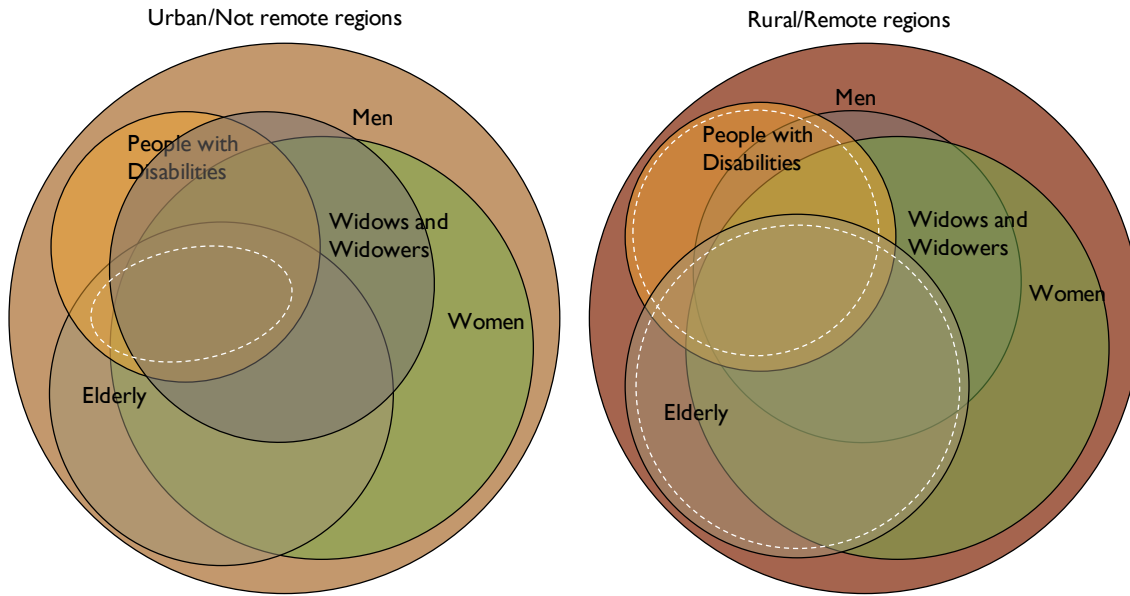 Urban/Not remote regions
Men
People with
Disabilities
Widows and
Widowers
Women
Elderly
Rural/Remote regions
Men
People with
Disabilities
Widows and
Widowers
Women
Elderly